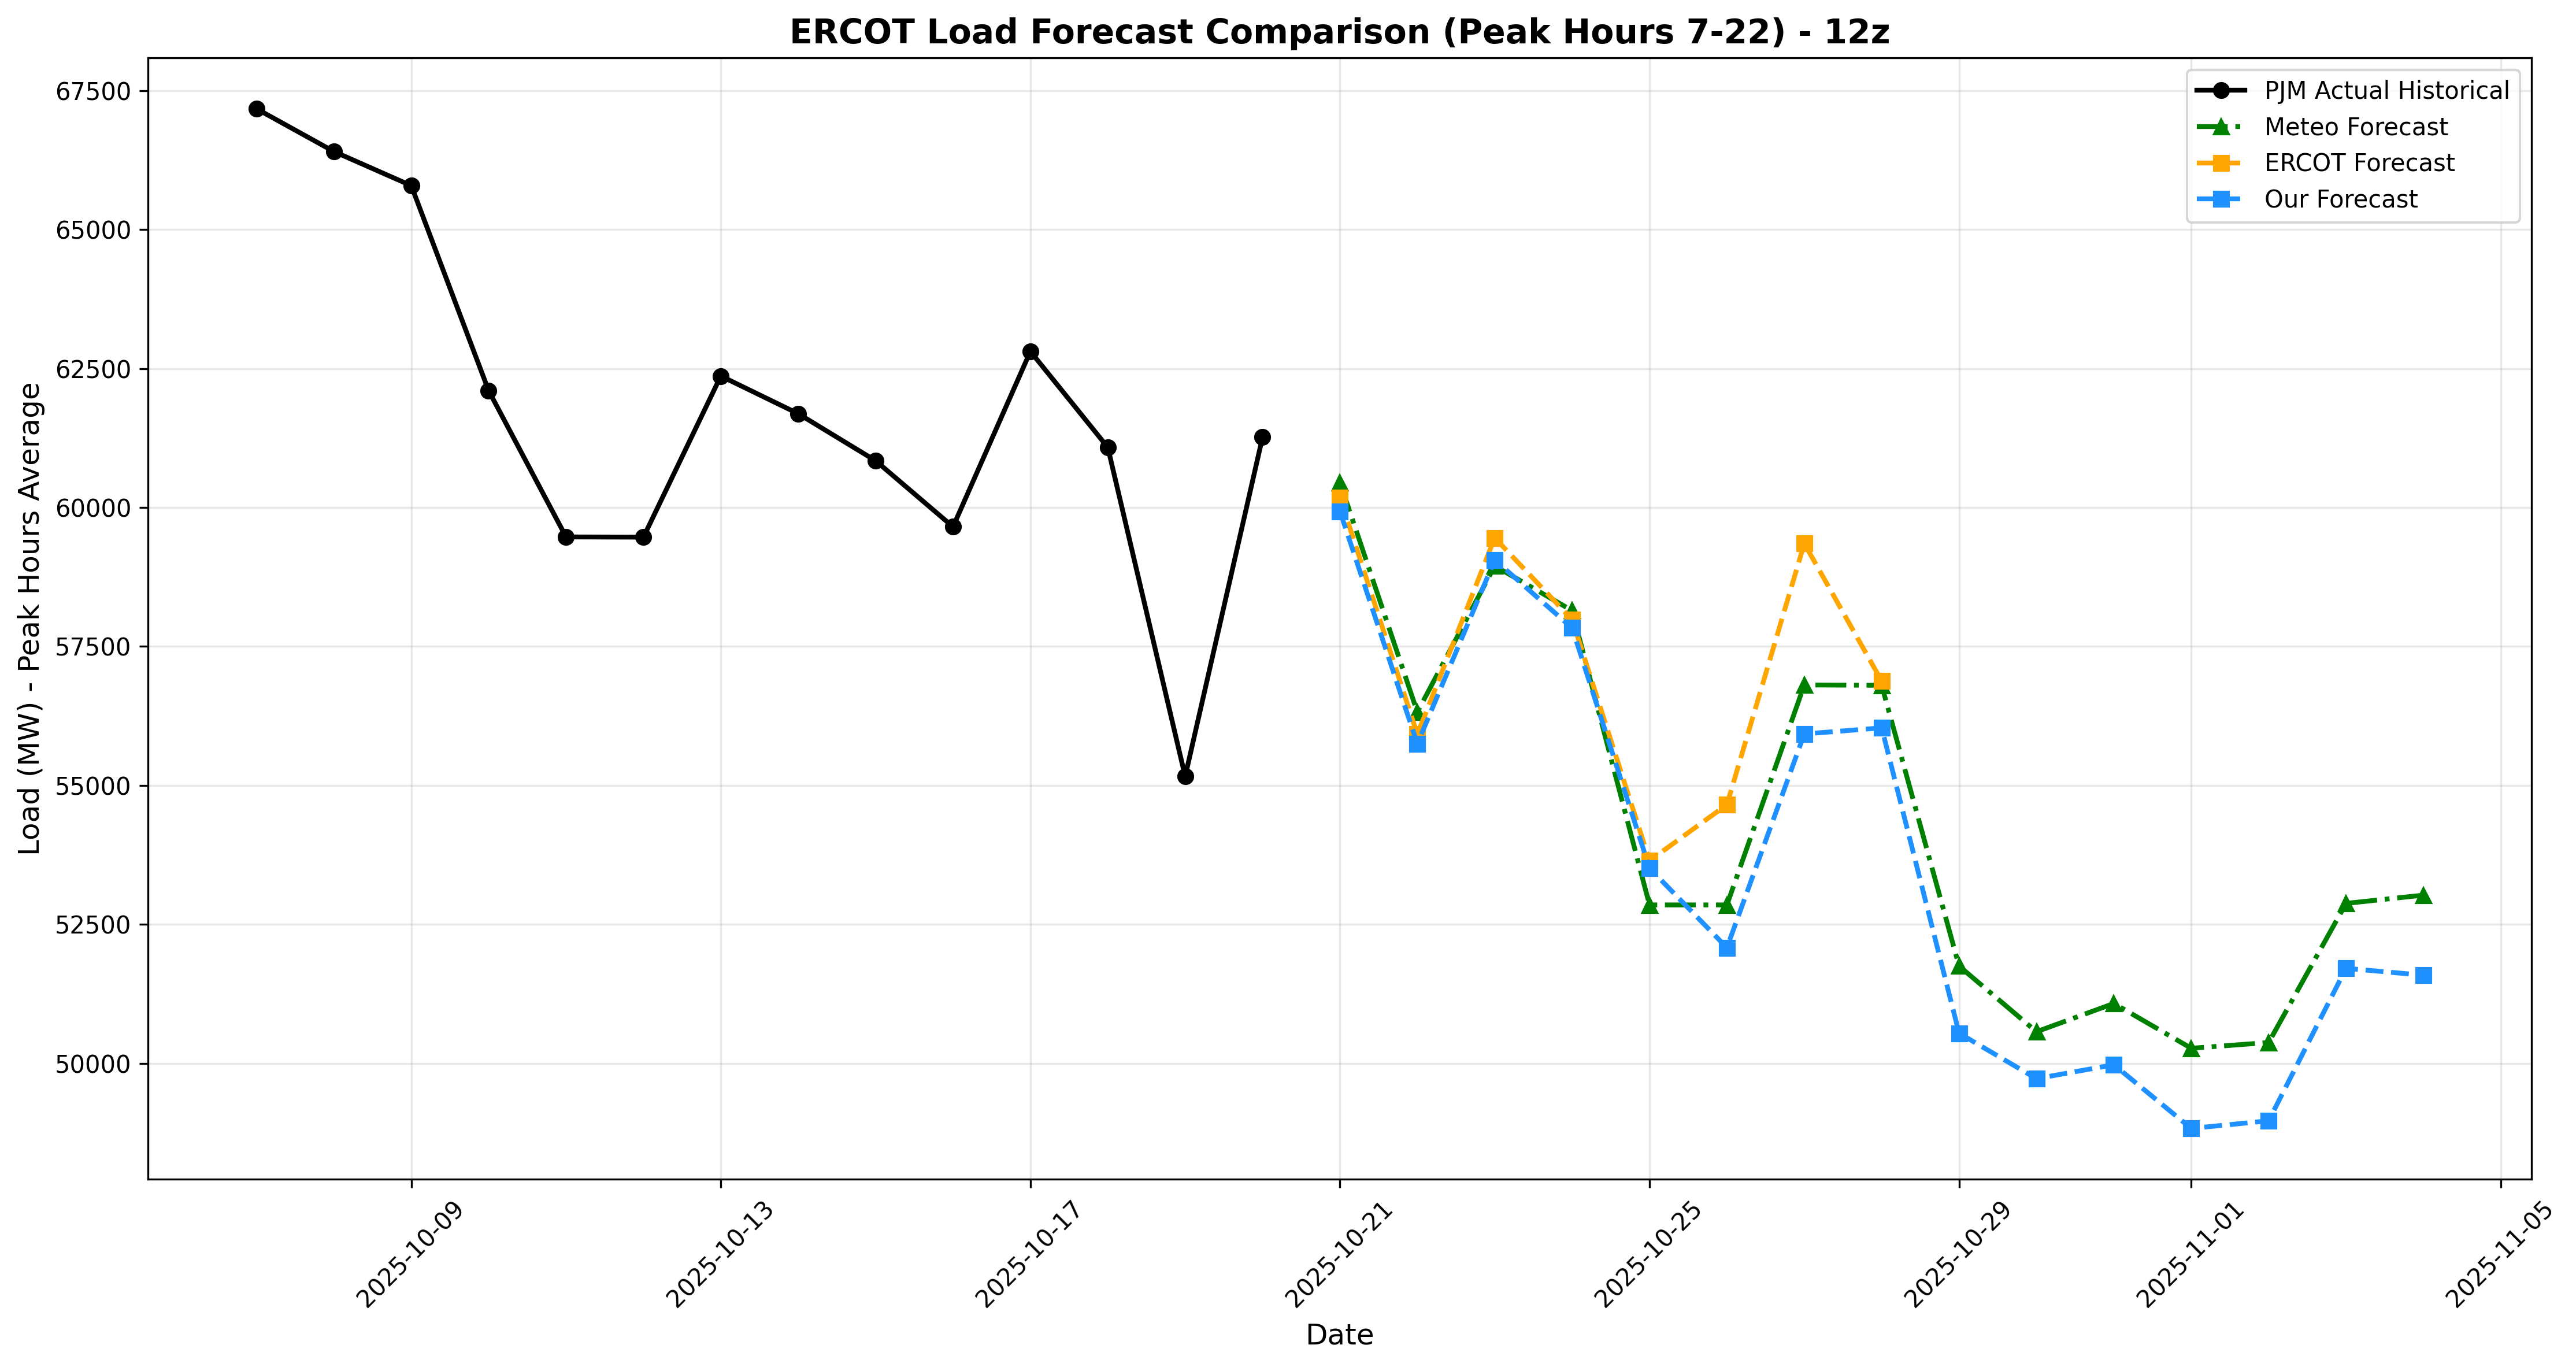 ERCOT Load Forecast Comparison (Peak Hours 7-22) - 12z
PJM Actual Historical
Meteo Forecast
ERCOT Forecast
Our Forecast
Load (MW) - Peak Hours Average
67500
65000
62500
60000
57500
55000
52500
50000
2025-10-09
2025-10-13
2025-10-17
2025-10-21
2025-10-25
2025-10-29
2025-11-01
2025-11-05
Date